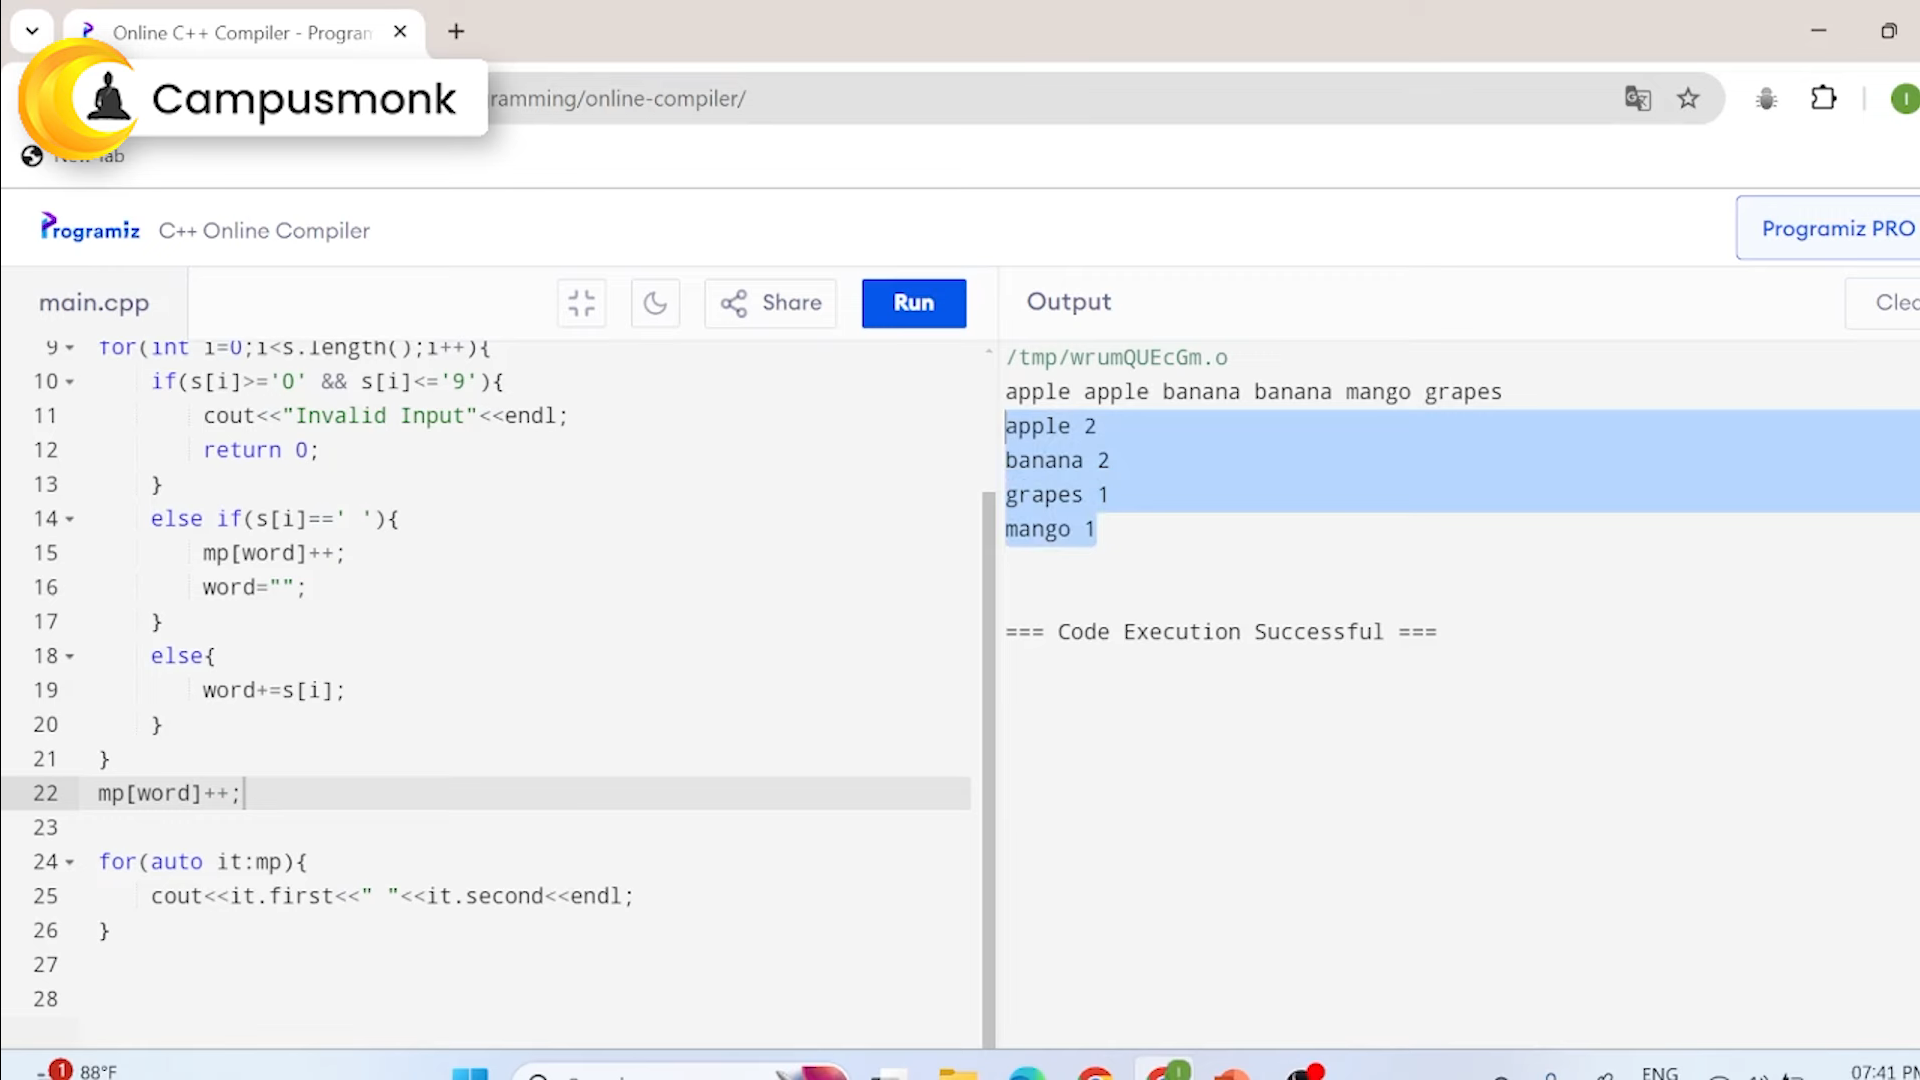 Online C++ Compiler - Program
Campusmonk
ramming/online-compiler/
Programiz C++ Online Compiler
Programiz PRO
main.cpp
Share
Run
Output
9 for(int i=0;i<s.length();i++){
10 if(s[i]>='0' && s[i]<='9'){
11 cout<<"Invalid Input"<<endl;
12 return 0;
13 }
14 else if(s[i]==' '){
15 mp[word]++;
16 word="";
17 }
18 else{
19 word+=s[i];
20 }
21 }
22 mp[word]++;
23
24 for(auto it:mp){
25 cout<<it.first<<" "<<it.second<<endl;
26 }
27
28
/tmp/wrumQUEcGm.o
apple apple banana banana mango grapes
apple 2
banana 2
grapes 1
mango 1
=== Code Execution Successful ===
1
88°F
ENG
07:41 PM